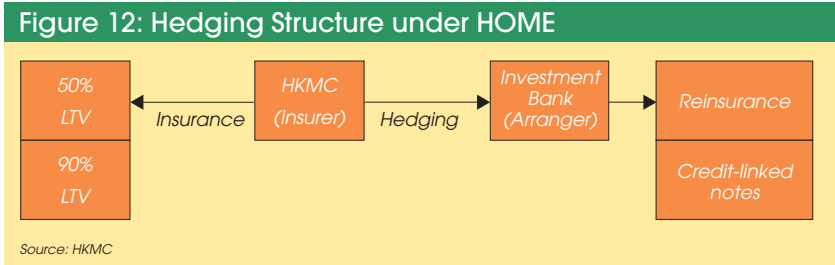 Figure 12: Hedging Structure under HOME
50%
LTV
90%
LTV
Insurance
HKMC
(Insurer)
Hedging
Investment
Bank
(Arranger)
Reinsurance
Credit-linked
notes
Source: HKMC